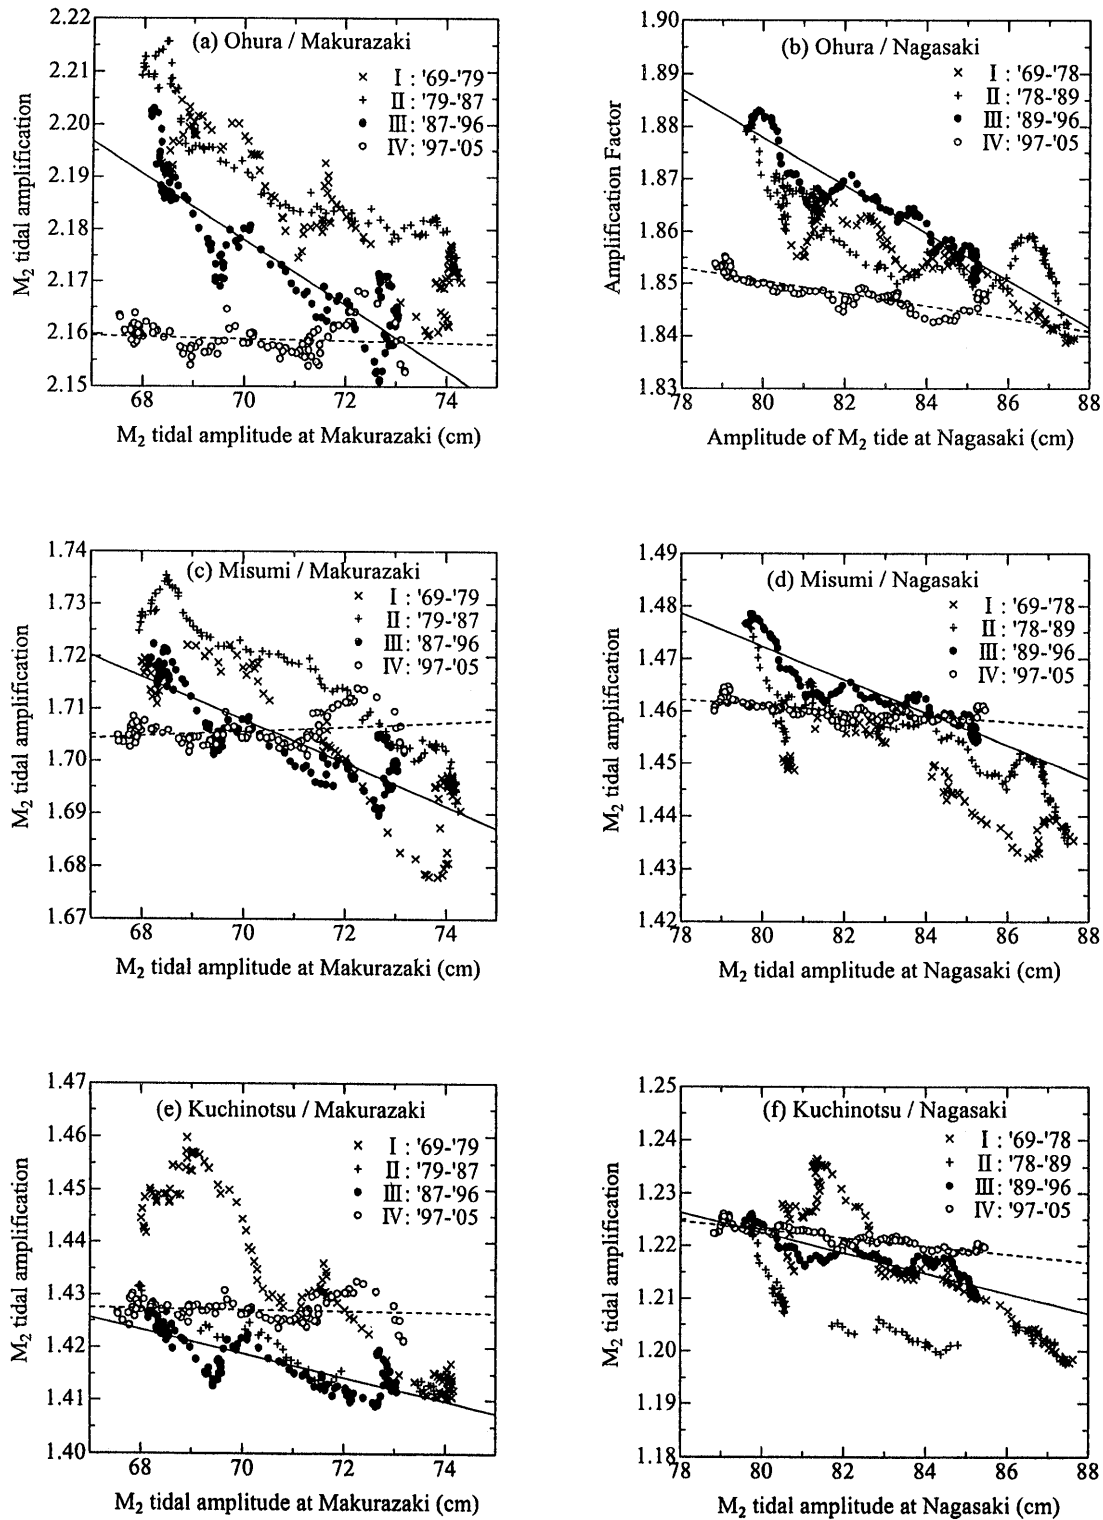 (a) Ohura / Makurazaki
× I : '69-'79
+ II : '79-'87
● III : '87-'96
○ IV: '97-'05
2.22
2.21
2.20
2.19
2.18
2.17
2.16
2.15
M2 tidal amplification
68 70 72 74
M2 tidal amplitude at Makurazaki (cm)
(b) Ohura / Nagasaki
× I : '69-'78
+ II : '78-'89
● III : '89-'96
○ IV: '97-'05
1.90
1.89
1.88
1.87
1.86
1.85
1.84
1.83
Amplification Factor
78 80 82 84 86 88
Amplitude of M2 tide at Nagasaki (cm)
(c) Misumi / Makurazaki
× I : '69-'79
+ II : '79-'87
● III : '87-'96
○ IV: '97-'05
1.74
1.73
1.72
1.71
1.70
1.69
1.68
1.67
M2 tidal amplification
68 70 72 74
M2 tidal amplitude at Makurazaki (cm)
(d) Misumi / Nagasaki
× I : '69-'78
+ II : '78-'89
● III : '89-'96
○ IV: '97-'05
1.49
1.48
1.47
1.46
1.45
1.44
1.43
1.42
M2 tidal amplification
78 80 82 84 86 88
M2 tidal amplitude at Nagasaki (cm)
(e) Kuchinotsu / Makurazaki
× I : '69-'79
+ II : '79-'87
● III : '87-'96
○ IV: '97-'05
1.47
1.46
1.45
1.44
1.43
1.42
1.41
1.40
M2 tidal amplification
68 70 72 74
M2 tidal amplitude at Makurazaki (cm)
(f) Kuchinotsu / Nagasaki
× I : '69-'78
+ II : '78-'89
● III : '89-'96
○ IV: '97-'05
1.25
1.24
1.23
1.22
1.21
1.20
1.19
1.18
M2 tidal amplification
78 80 82 84 86 88
M2 tidal amplitude at Nagasaki (cm)